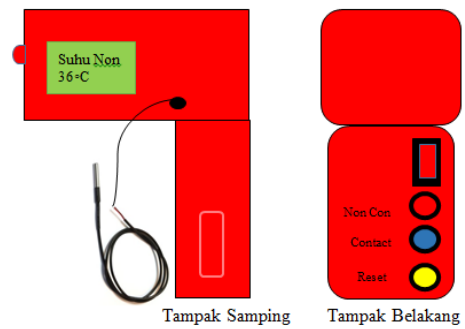 Suhu Non
36°C
Non Con
Contact
Reset
Tampak Samping
Tampak Belakang